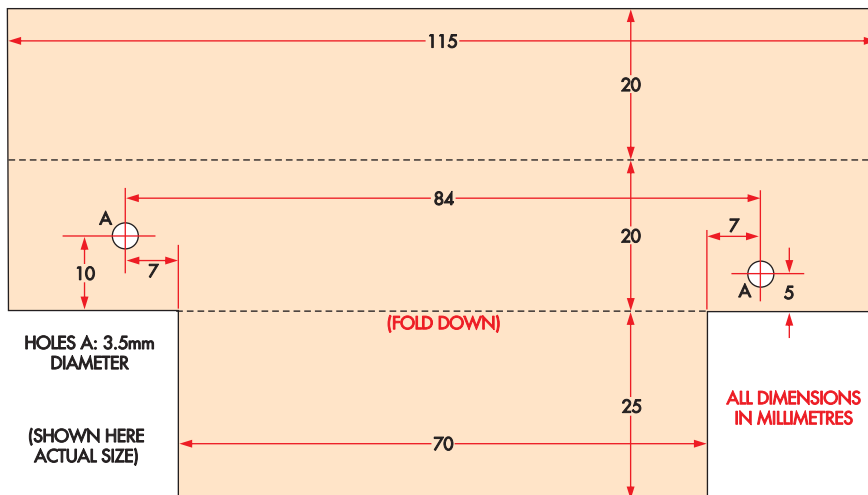 115
20
84
A
7
20
10
7
A
5
(FOLD DOWN)
HOLES A: 3.5mm
DIAMETER
25
ALL DIMENSIONS
IN MILLIMETRES
(SHOWN HERE
ACTUAL SIZE)
70